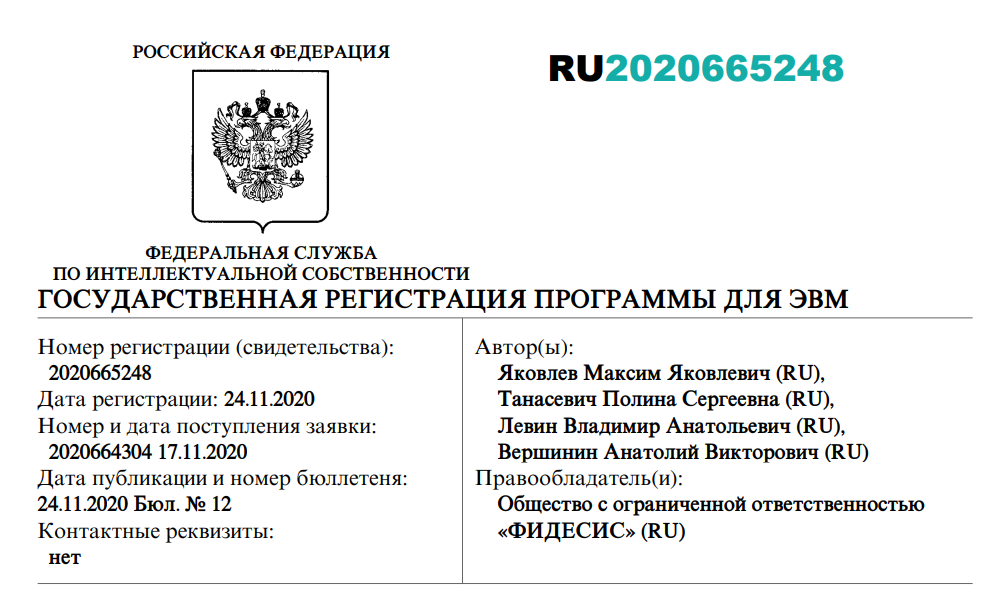 РОССИЙСКАЯ ФЕДЕРАЦИЯ
RU2020665248
ФЕДЕРАЛЬНАЯ СЛУЖБА
ПО ИНТЕЛЛЕКТУАЛЬНОЙ СОБСТВЕННОСТИ
ГОСУДАРСТВЕННАЯ РЕГИСТРАЦИЯ ПРОГРАММЫ ДЛЯ ЭВМ
Номер регистрации (свидетельства):
2020665248
Дата регистрации: 24.11.2020
Номер и дата поступления заявки:
2020664304 17.11.2020
Дата публикации и номер бюллетеня:
24.11.2020 Бюл. № 12
Контактные реквизиты:
нет
Автор(ы):
Яковлев Максим Яковлевич (RU),
Танасевич Полина Сергеевна (RU),
Левин Владимир Анатольевич (RU),
Вершинин Анатолий Викторович (RU)
Правообладатель(и):
Общество с ограниченной ответственностью
«ФИДЕСИС» (RU)